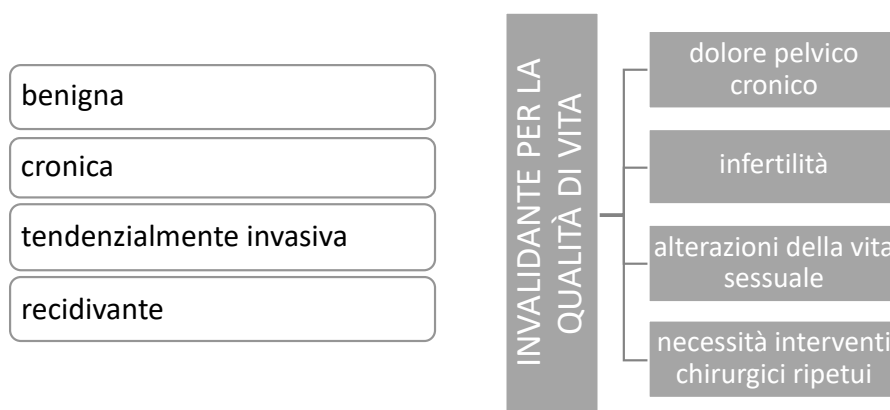 benigna
cronica
tendenzialmente invasiva
recidivante
INVALIDANTE PER LA
QUALITÀ DI VITA
dolore pelvico
cronico
infertilità
alterazioni della vita
sessuale
necessità interventi
chirurgici ripetui